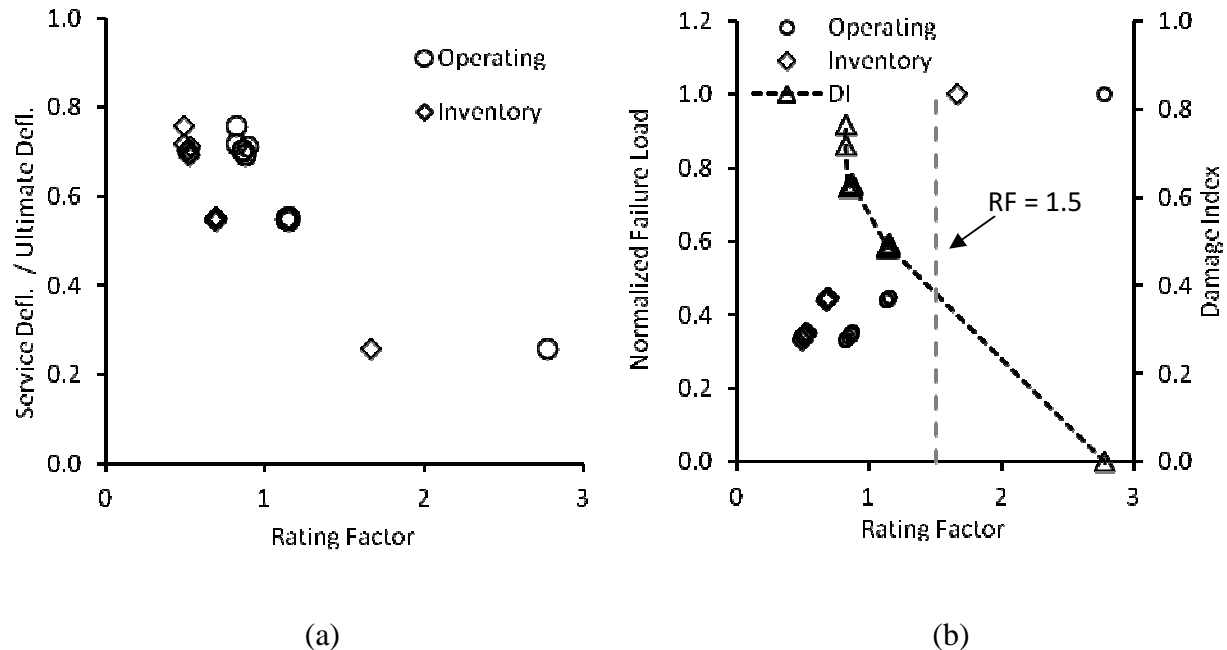 1.0
0.8
0.6
0.4
0.2
0.0
0
1
2
3
Service Defl. / Ultimate Defl.
Rating Factor
Operating
Inventory
(a)
1.2
1.0
0.8
0.6
0.4
0.2
0.0
0
1
2
3
Normalized Failure Load
Rating Factor
Operating
Inventory
DI
RF = 1.5
1.0
0.8
0.6
0.4
0.2
0.0
Damage Index
(b)